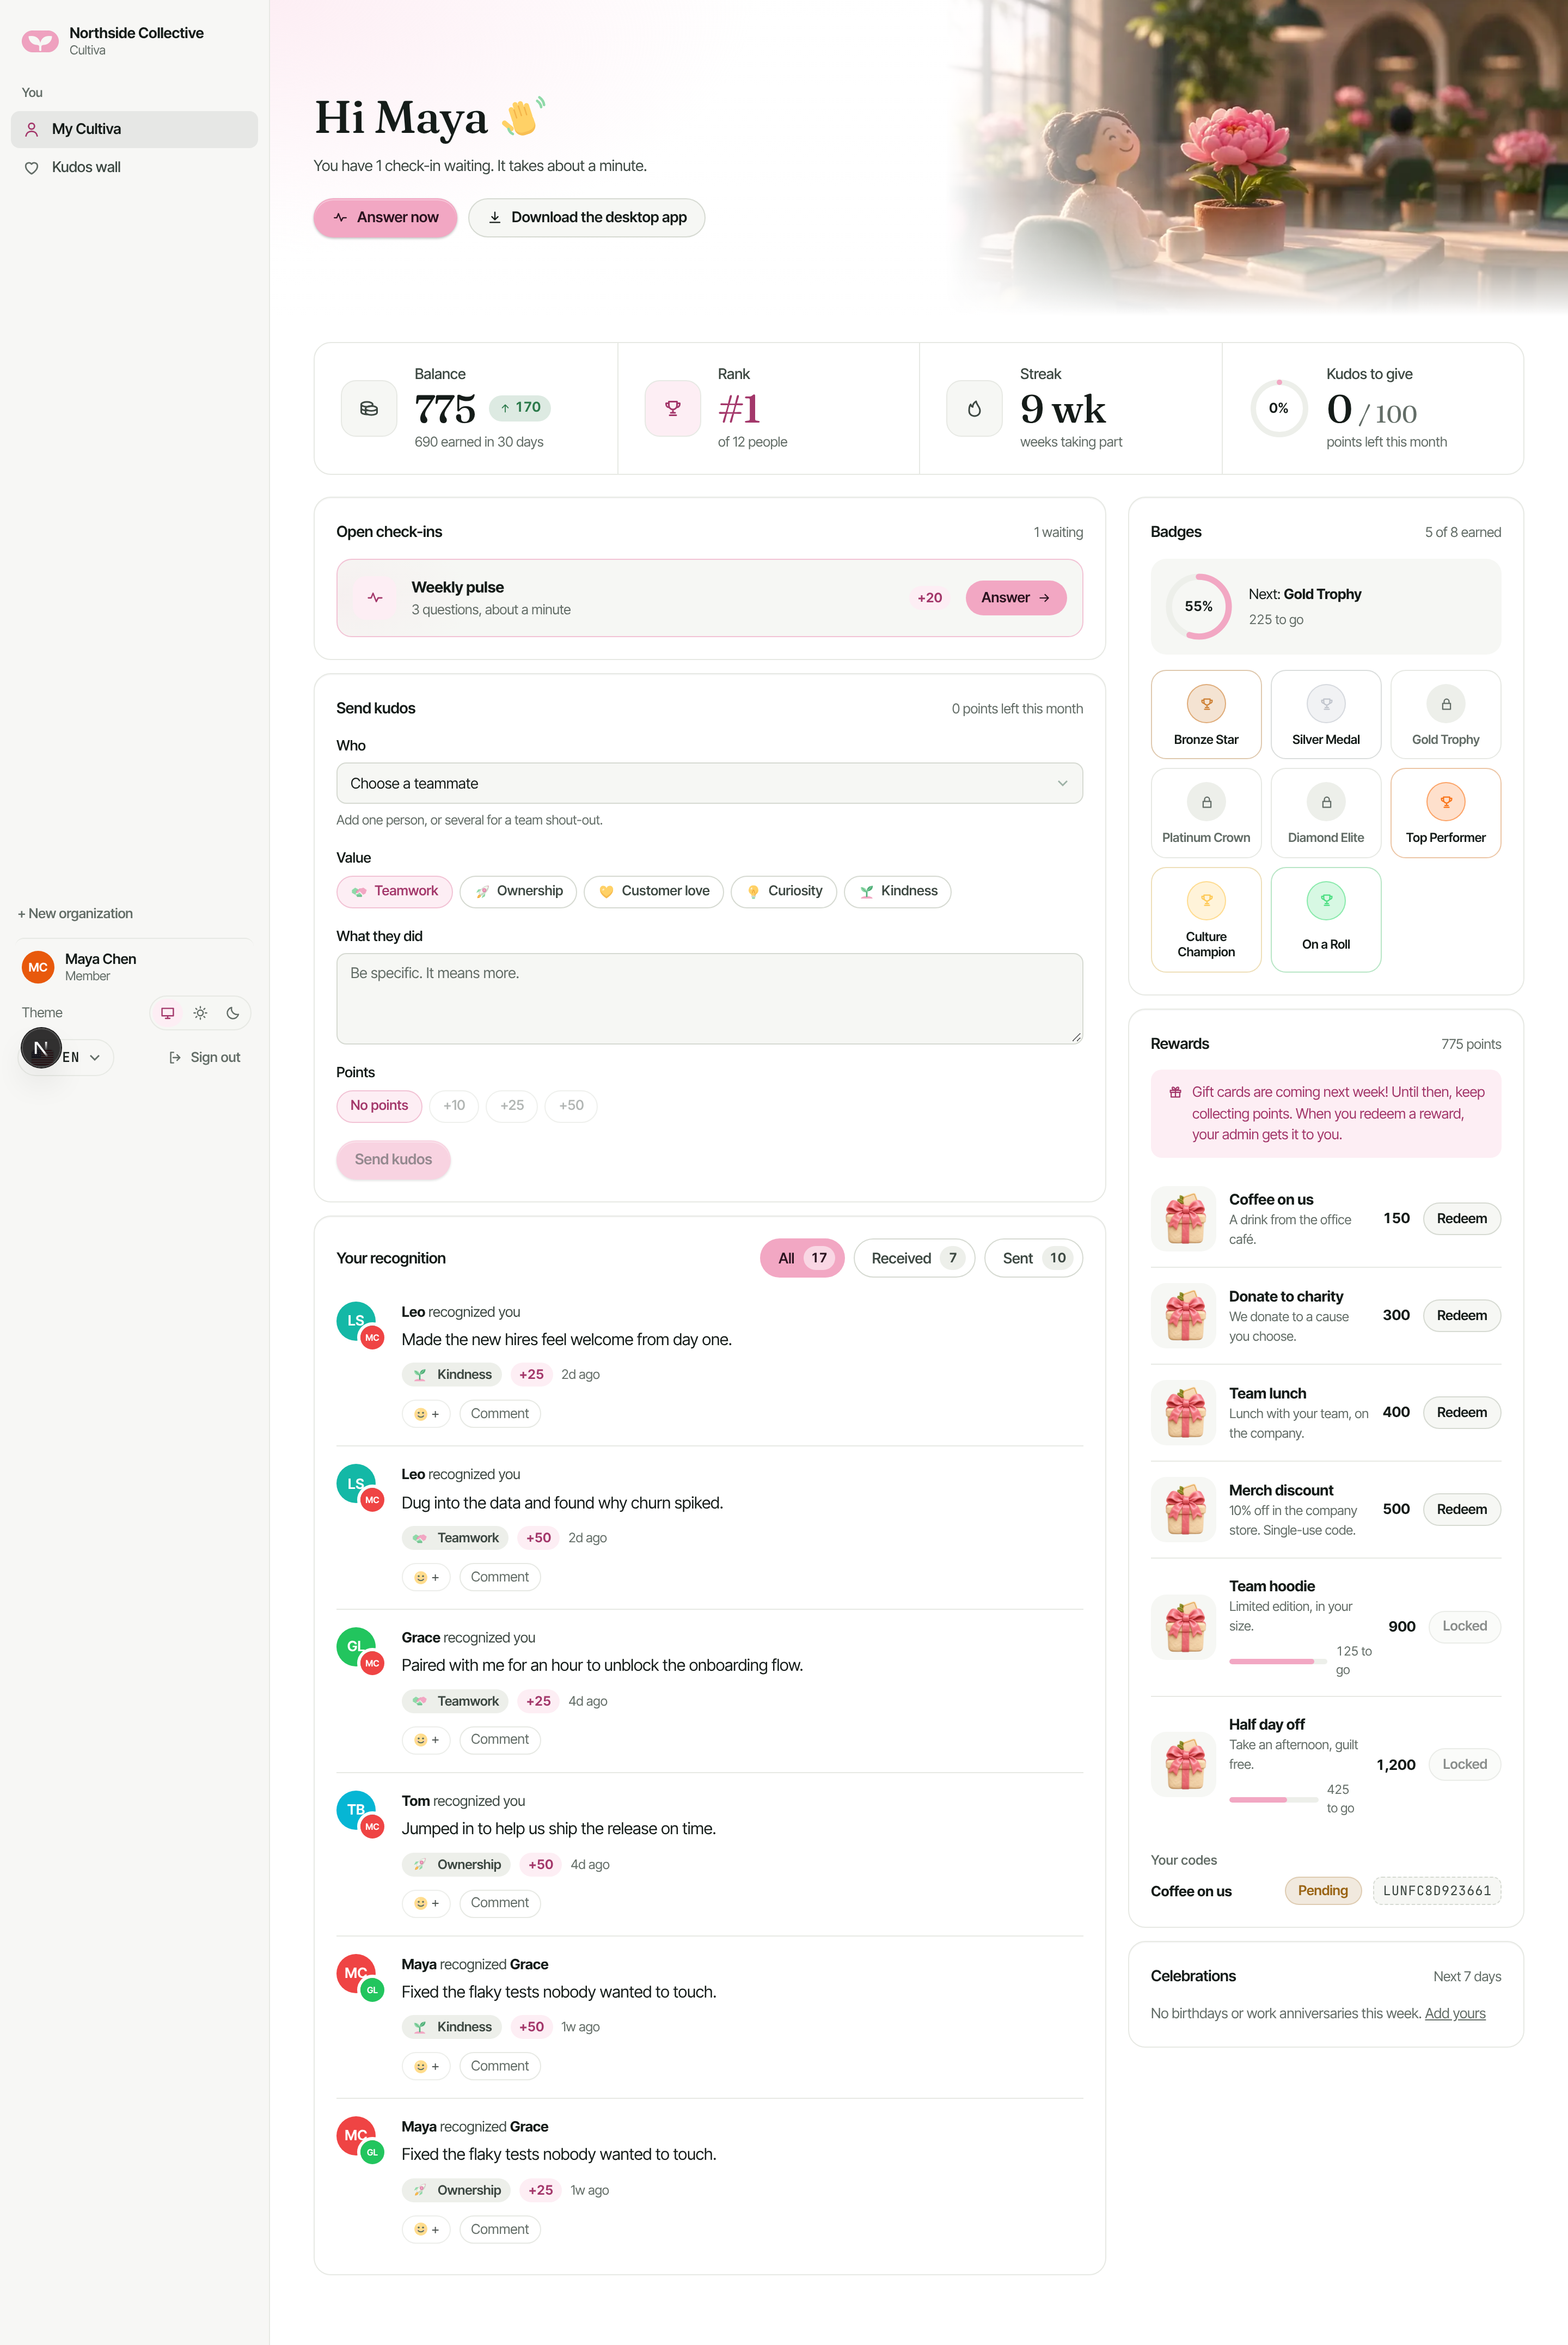 Northside Collective
Cultiva
You
My Cultiva
Kudos wall
+ New organization
MC
Maya Chen
Member
Theme
N
EN
Sign out
Hi Maya
You have 1 check-in waiting. It takes about a minute.
Answer now
Download the desktop app
Balance
775
170
690 earned in 30 days
Rank
#1
of 12 people
Streak
9 wk
weeks taking part
0%
Kudos to give
0 / 100
points left this month
Open check-ins
1 waiting
Weekly pulse
3 questions, about a minute
+20
Answer
Send kudos
0 points left this month
Who
Choose a teammate
Add one person, or several for a team shout-out.
Value
Teamwork
Ownership
Customer love
Curiosity
Kindness
What they did
Be specific. It means more.
Points
No points
+10
+25
+50
Send kudos
Your recognition
All 17
Received 7
Sent 10
LS
MC
Leo recognized you
Made the new hires feel welcome from day one.
Kindness
+25
2d ago
+
Comment
LS
MC
Leo recognized you
Dug into the data and found why churn spiked.
Teamwork
+50
2d ago
+
Comment
GL
MC
Grace recognized you
Paired with me for an hour to unblock the onboarding flow.
Teamwork
+25
4d ago
+
Comment
TB
MC
Tom recognized you
Jumped in to help us ship the release on time.
Ownership
+50
4d ago
+
Comment
MC
GL
Maya recognized Grace
Fixed the flaky tests nobody wanted to touch.
Kindness
+50
1w ago
+
Comment
MC
GL
Maya recognized Grace
Fixed the flaky tests nobody wanted to touch.
Ownership
+25
1w ago
+
Comment
Badges
5 of 8 earned
55%
Next: Gold Trophy
225 to go
Bronze Star
Silver Medal
Gold Trophy
Platinum Crown
Diamond Elite
Top Performer
Culture
Champion
On a Roll
Rewards
775 points
Gift cards are coming next week! Until then, keep
collecting points. When you redeem a reward,
your admin gets it to you.
Coffee on us
A drink from the office
café.
150
Redeem
Donate to charity
We donate to a cause
you choose.
300
Redeem
Team lunch
Lunch with your team, on
the company.
400
Redeem
Merch discount
10% off in the company
store. Single-use code.
500
Redeem
Team hoodie
Limited edition, in your
size.
125 to
go
900
Locked
Half day off
Take an afternoon, guilt
free.
425
to go
1,200
Locked
Your codes
Coffee on us
Pending
LUNFC8D923661
Celebrations
Next 7 days
No birthdays or work anniversaries this week. Add yours